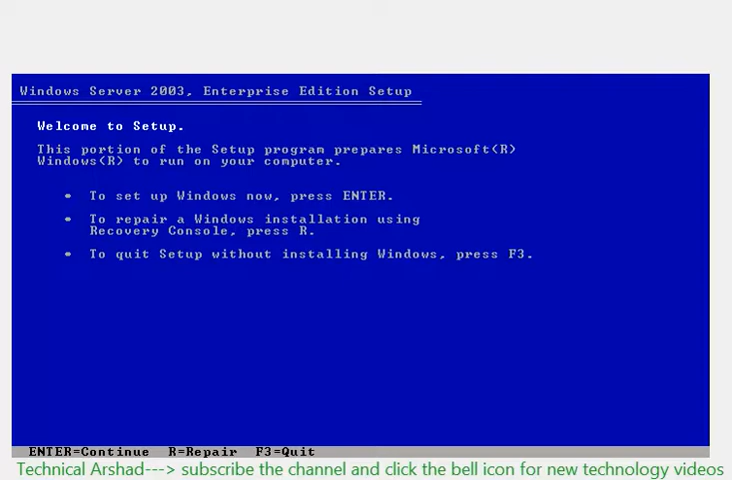 Windows Server 2003, Enterprise Edition Setup
Welcome to Setup.
This portion of the Setup program prepares Microsoft(R)
Windows(R) to run on your computer.
• To set up Windows now, press ENTER.
• To repair a Windows installation using
Recovery Console, press R.
• To quit Setup without installing Windows, press F3.
ENTER=Continue R=Repair F3=Quit
Technical Arshad---> subscribe the channel and click the bell icon for new technology videos